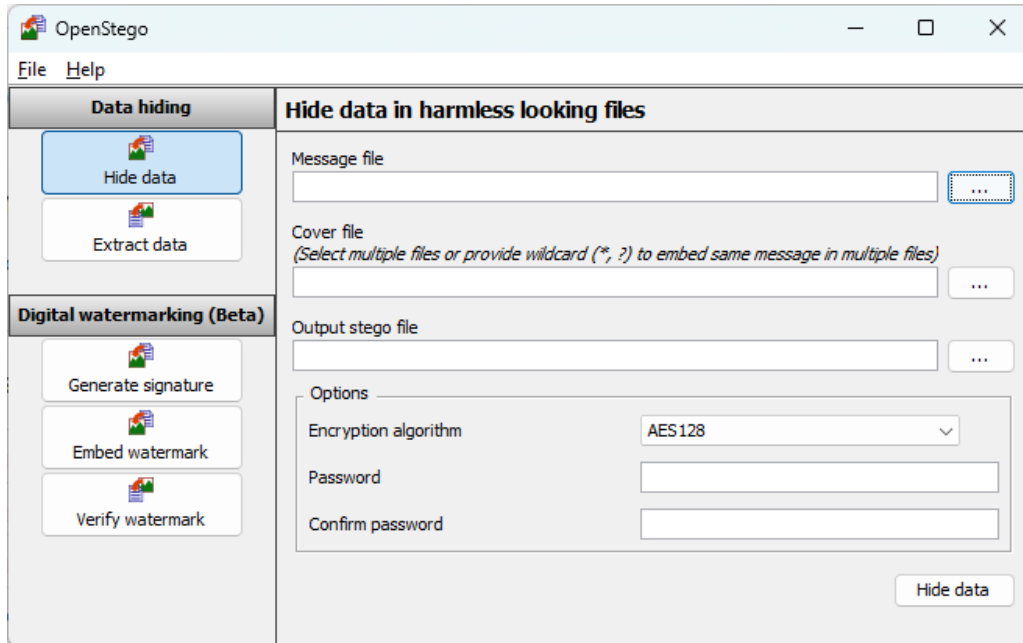 OpenStego
File Help
Data hiding
Hide data
Extract data
Digital watermarking (Beta)
Generate signature
Embed watermark
Verify watermark
Hide data in harmless looking files
Message file
...
Cover file
(Select multiple files or provide wildcard (*, ?) to embed same message in multiple files)
...
Output stego file
...
Options
Encryption algorithm AES128
Password
Confirm password
Hide data